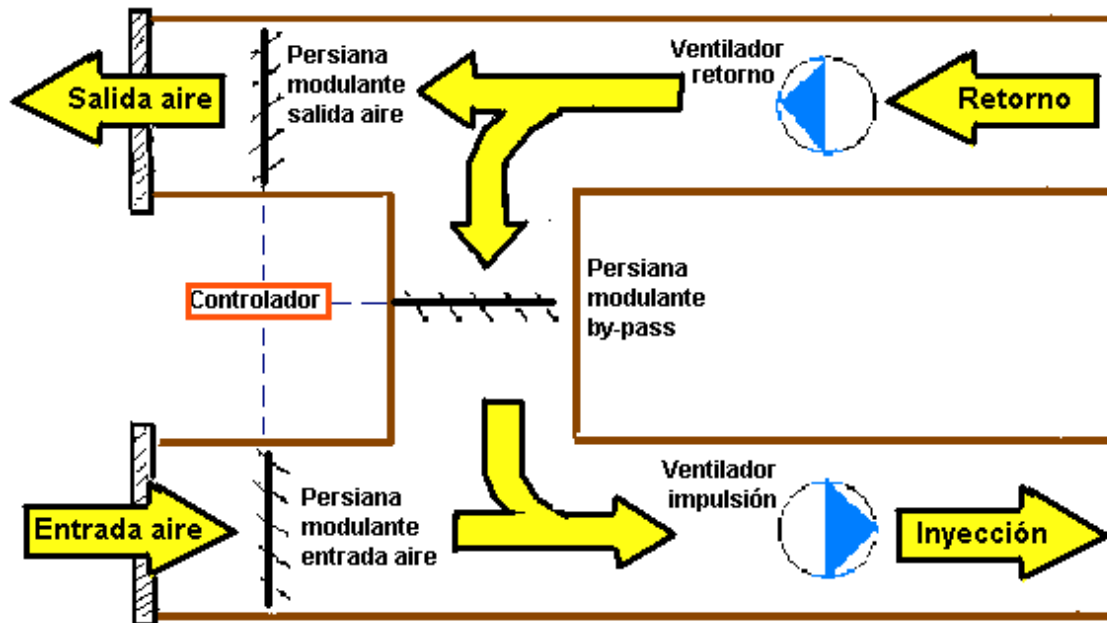 Salida aire
Persiana
modulante
salida aire
Ventilador
retorno
Retorno
Controlador
Persiana
modulante
by-pass
Entrada aire
Persiana
modulante
entrada aire
Ventilador
impulsión
Inyección